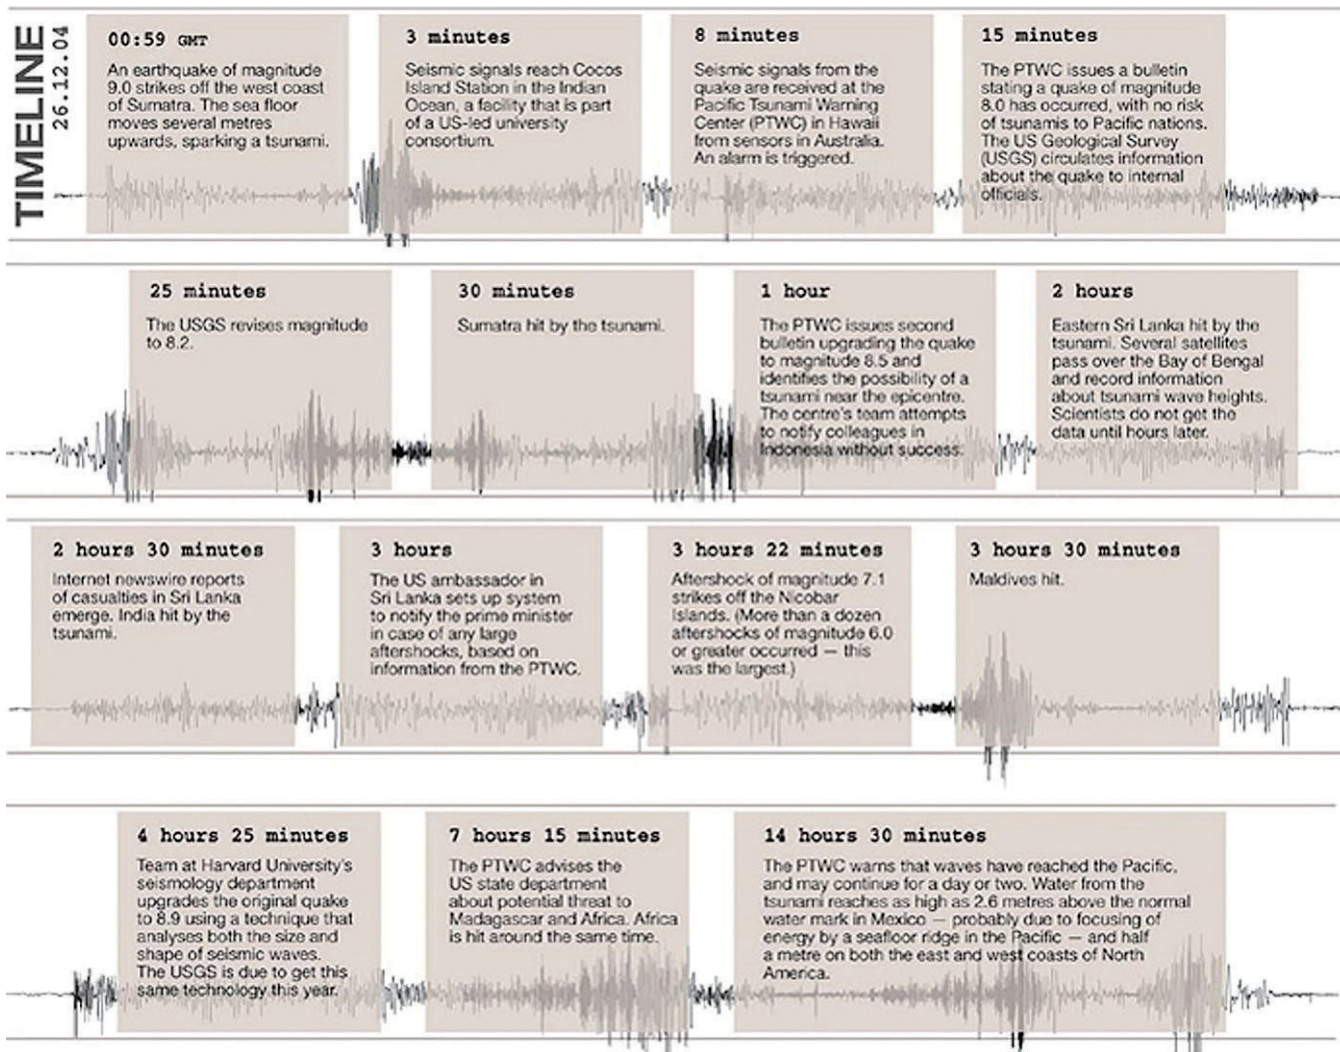 TIMELINE
26.12.04
00:59 GMT
An earthquake of magnitude
9.0 strikes off the west coast
of Sumatra. The sea floor
moves several metres
upwards, sparking a tsunami.
3 minutes
Seismic signals reach Cocos
Island Station in the Indian
Ocean, a facility that is part
of a US-led university
consortium.
8 minutes
Seismic signals from the
quake are received at the
Pacific Tsunami Warning
Center (PTWC) in Hawaii
from sensors in Australia.
An alarm is triggered.
15 minutes
The PTWC issues a bulletin
stating a quake of magnitude
8.0 has occurred, with no risk
of tsunamis to Pacific nations.
The US Geological Survey
(USGS) circulates information
about the quake to internal
officials.
25 minutes
The USGS revises magnitude
to 8.2.
30 minutes
Sumatra hit by the tsunami.
1 hour
The PTWC issues second
bulletin upgrading the quake
to magnitude 8.5 and
identifies the possibility of a
tsunami near the epicentre.
The centre's team attempts
to notify colleagues in
Indonesia without success.
2 hours
Eastern Sri Lanka hit by the
tsunami. Several satellites
pass over the Bay of Bengal
and record information
about tsunami wave heights.
Scientists do not get the
data until hours later.
2 hours 30 minutes
Internet newswire reports
of casualties in Sri Lanka
emerge. India hit by the
tsunami.
3 hours
The US ambassador in
Sri Lanka sets up system
to notify the prime minister
in case of any large
aftershocks, based on
information from the PTWC.
3 hours 22 minutes
Aftershock of magnitude 7.1
strikes off the Nicobar
Islands. (More than a dozen
aftershocks of magnitude 6.0
or greater occurred — this
was the largest.)
3 hours 30 minutes
Maldives hit.
4 hours 25 minutes
Team at Harvard University's
seismology department
upgrades the original quake
to 8.9 using a technique that
analyses both the size and
shape of seismic waves.
The USGS is due to get this
same technology this year.
7 hours 15 minutes
The PTWC advises the
US state department
about potential threat to
Madagascar and Africa. Africa
is hit around the same time.
14 hours 30 minutes
The PTWC warns that waves have reached the Pacific,
and may continue for a day or two. Water from the
tsunami reaches as high as 2.6 metres above the normal
water mark in Mexico — probably due to focusing of
energy by a seafloor ridge in the Pacific — and half
a metre on both the east and west coasts of North
America.